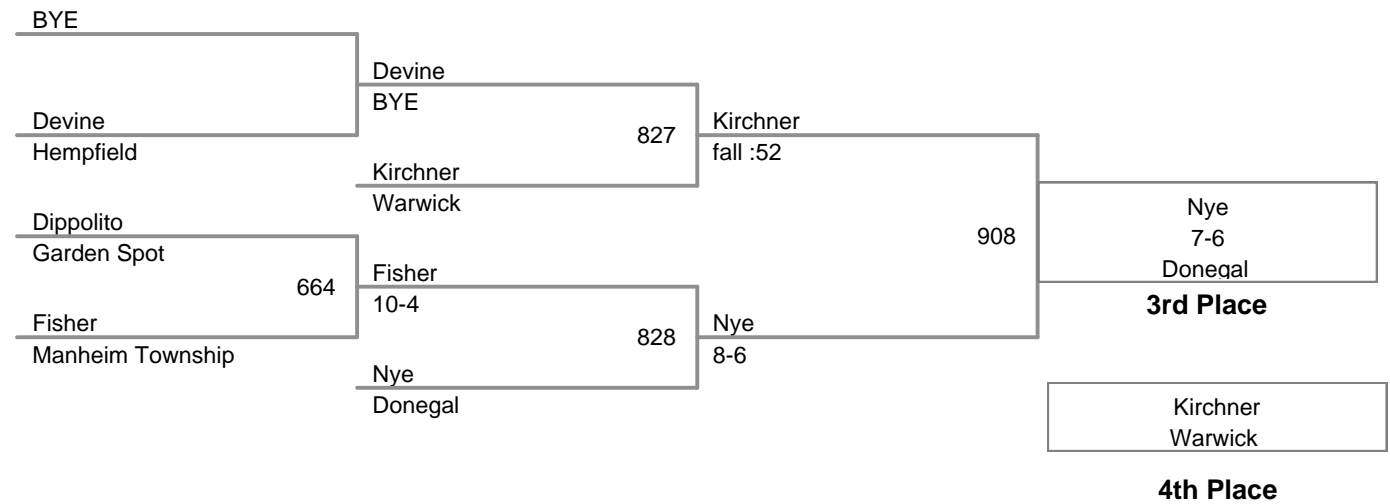 BYE
Devine
BYE
Devine
Hempfield
827
Kirchner
fall :52
Kirchner
Warwick
Dippolito
Garden Spot
664
Fisher
10-4
Fisher
Manheim Township
828
Nye
8-6
Nye
Donegal
908
Nye
7-6
Donegal
3rd Place
Kirchner
Warwick
4th Place